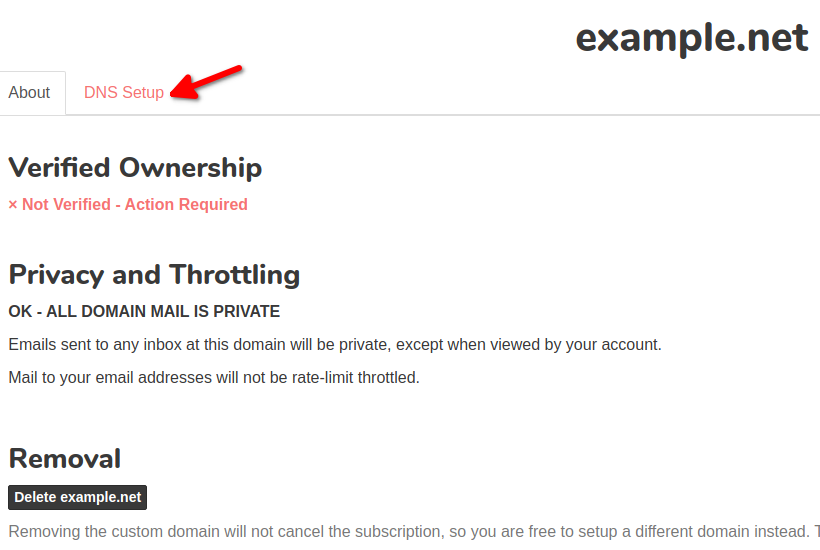 example.net
About
DNS Setup
Verified Ownership
× Not Verified - Action Required
Privacy and Throttling
OK - ALL DOMAIN MAIL IS PRIVATE
Emails sent to any inbox at this domain will be private, except when viewed by your account.
Mail to your email addresses will not be rate-limit throttled.
Removal
Delete example.net
Removing the custom domain will not cancel the subscription, so you are free to setup a different domain instead.